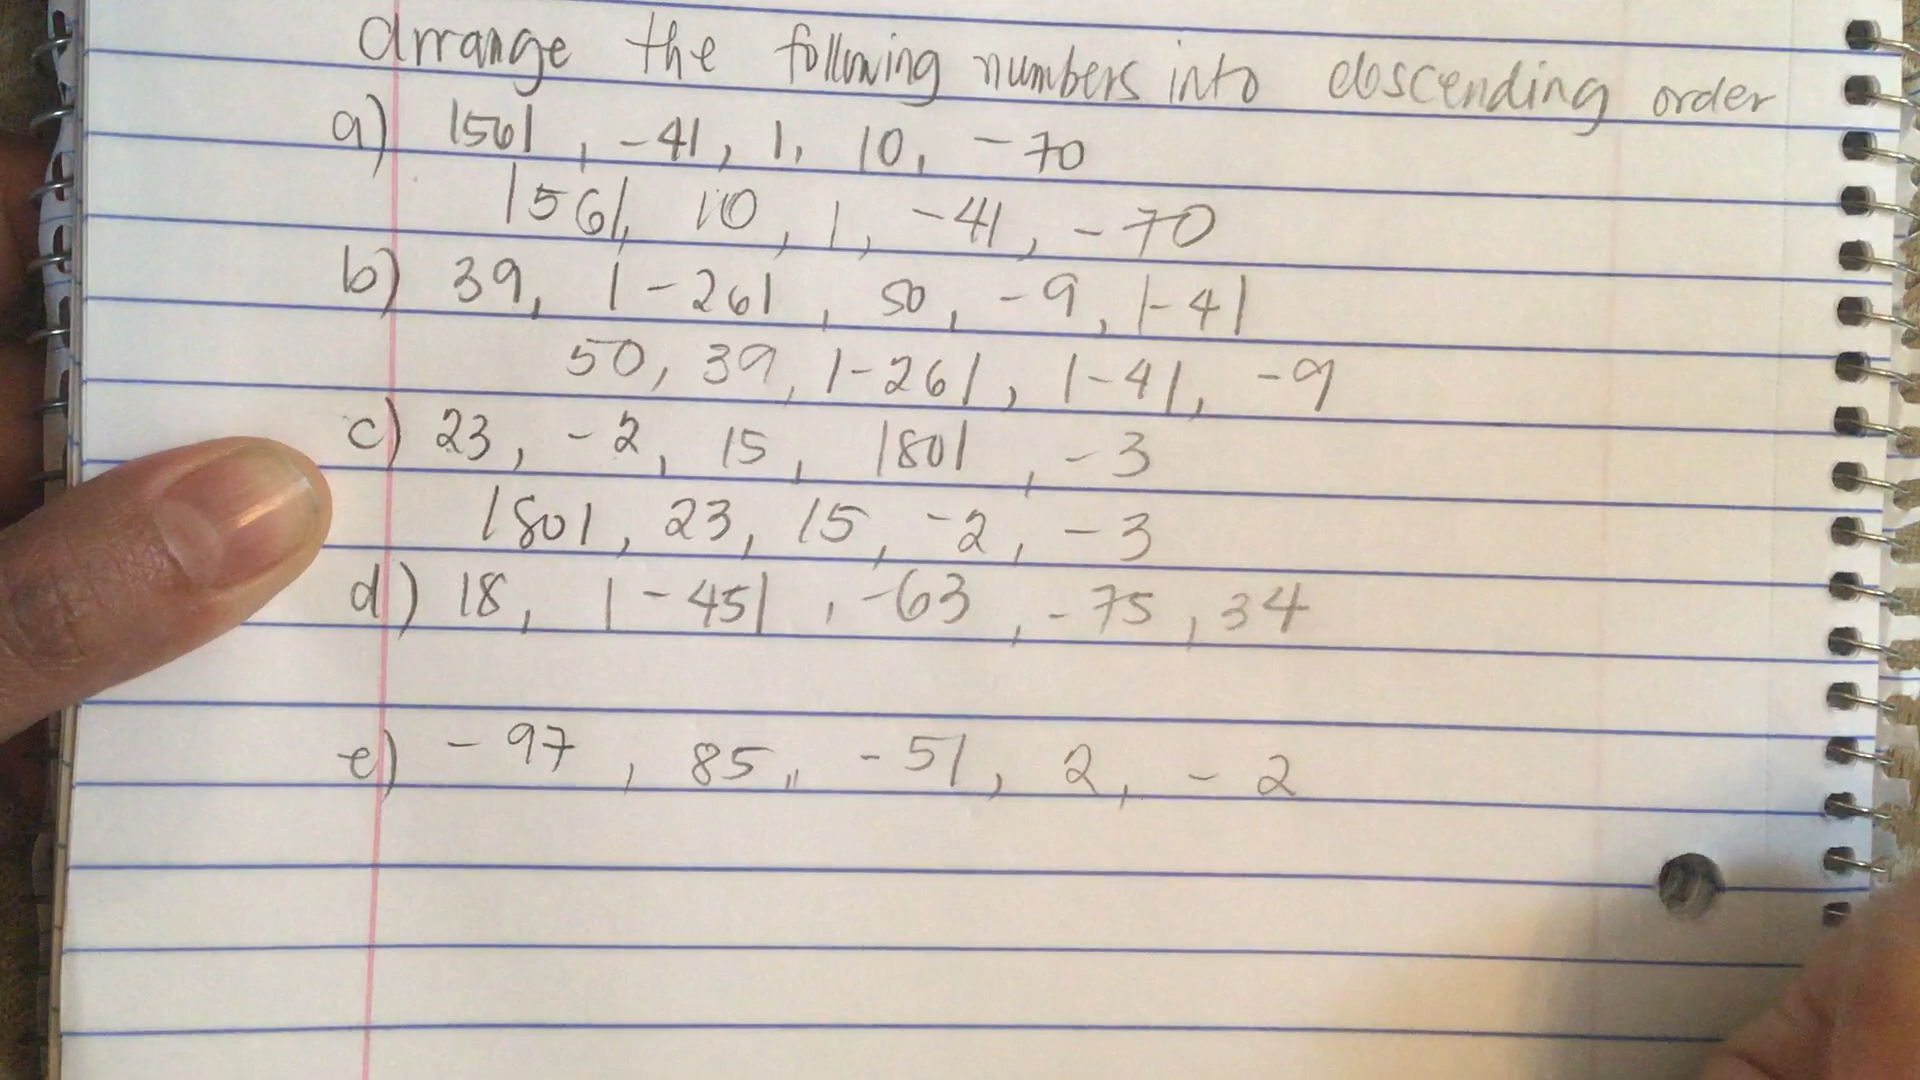 arrange the following numbers into descending order
a) |56|, -41, 1, 10, -70
|56|, 10, 1, -41, -70
b) 39, |-26|, 50, -9, |-4|
50, 39, |-26|, |-4|, -9
c) 23, -2, 15, |80|, -3
|80|, 23, 15, -2, -3
d) 18, |-45|, -63, -75, 34
e) -97, 85, -51, 2, -2